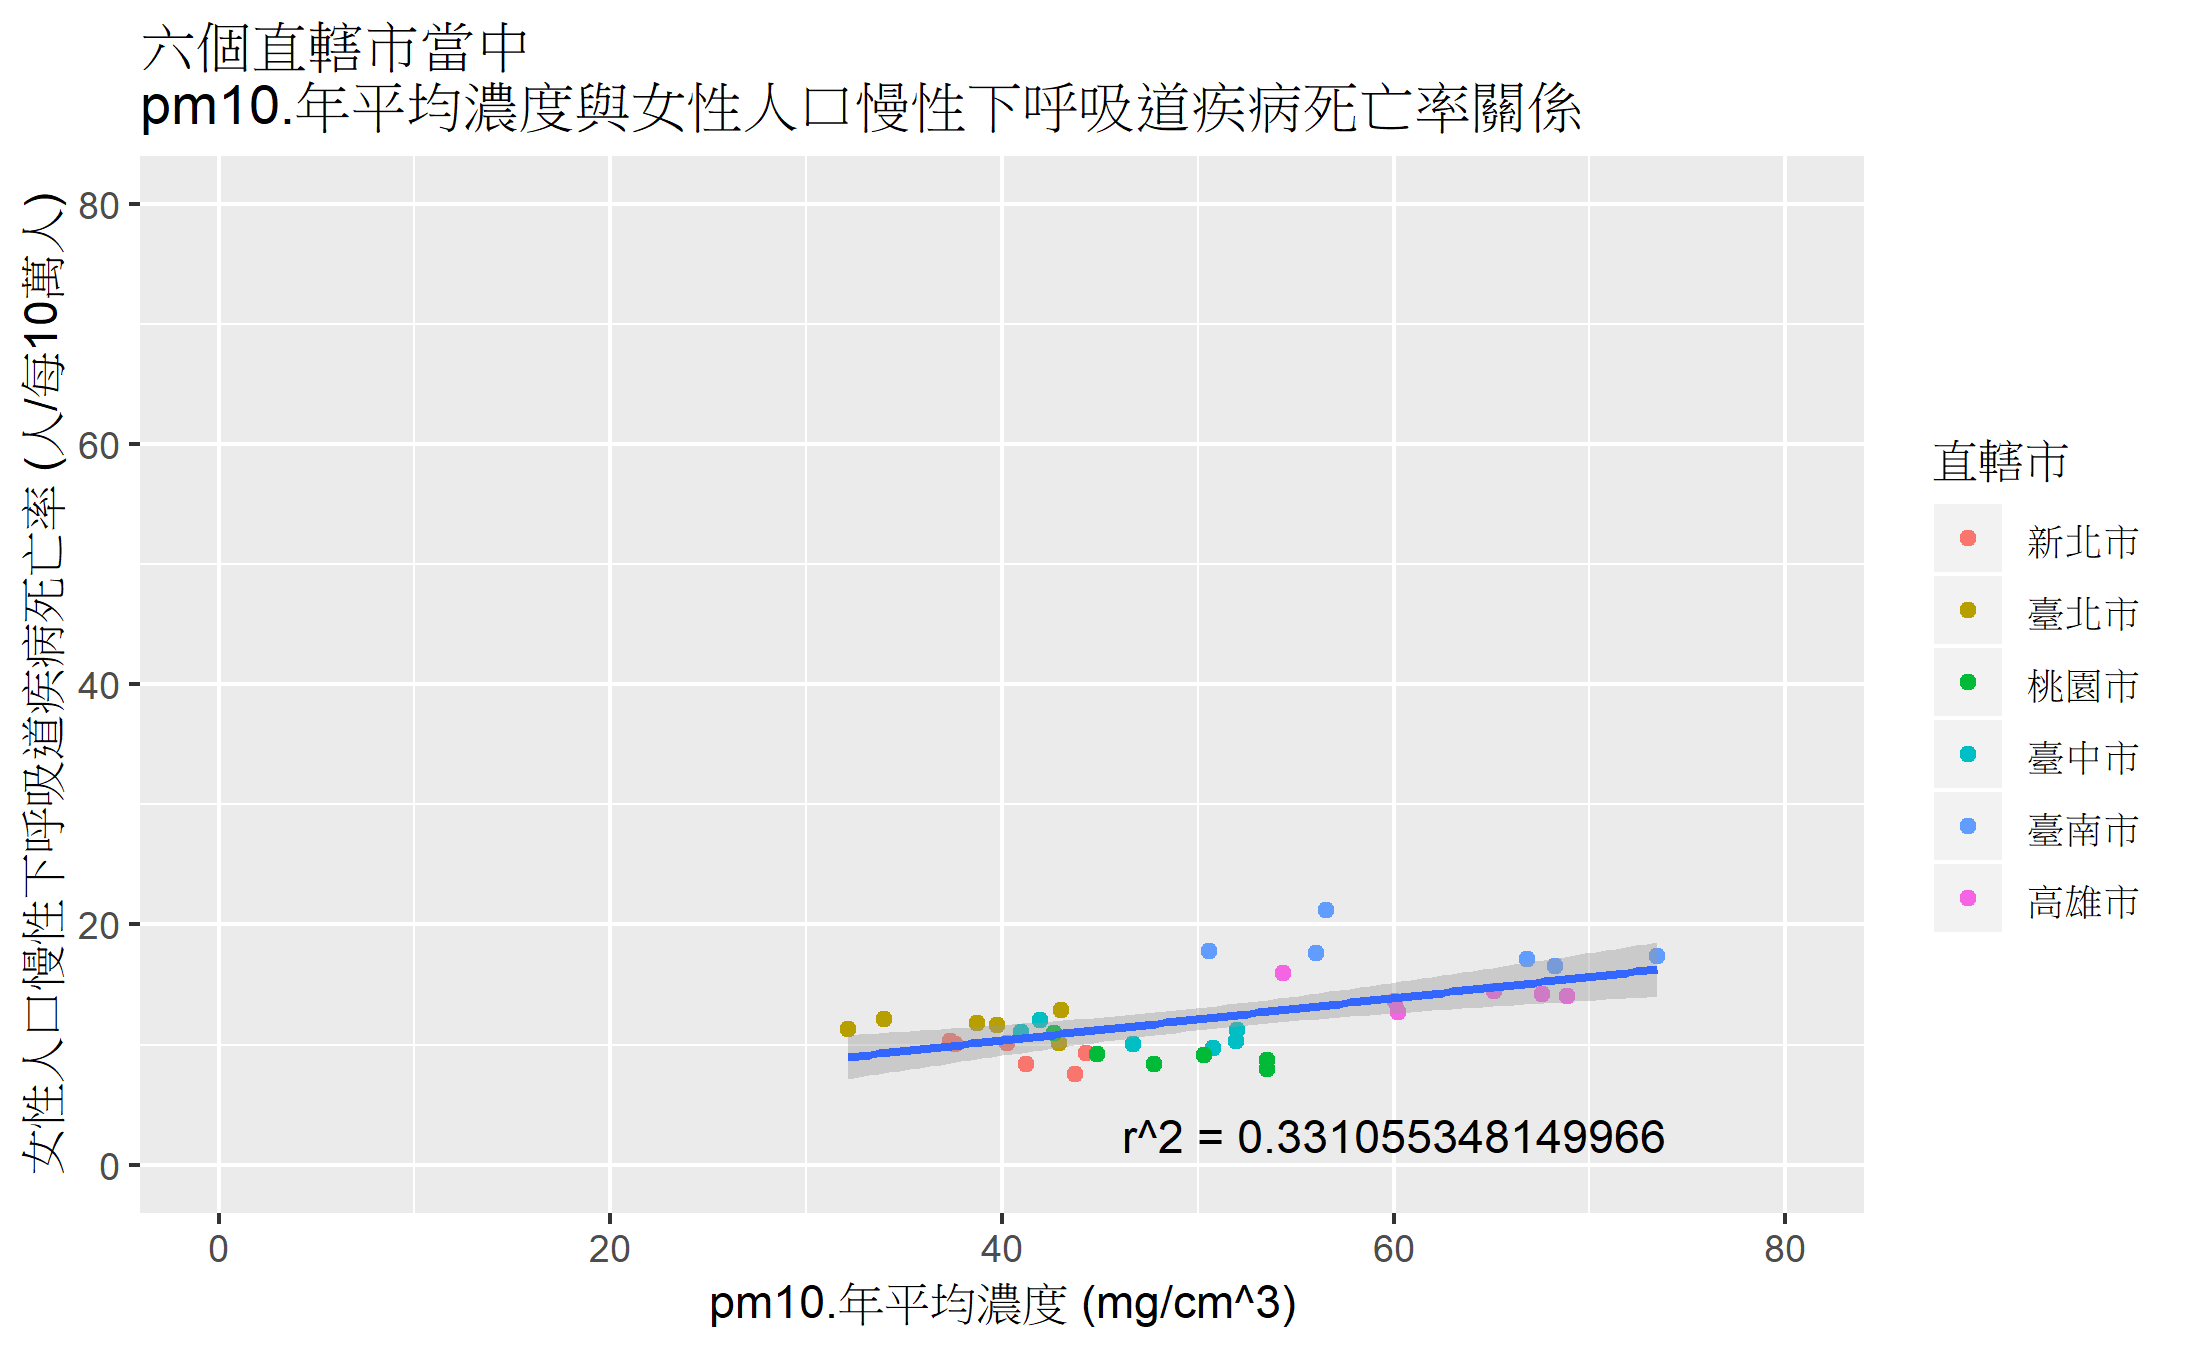 六個直轄市當中
pm10.年平均濃度與女性人口慢性下呼吸道疾病死亡率關係
女性人口慢性下呼吸道疾病死亡率 (人/每10萬人)
80
60
40
20
0
r^2 = 0.331055348149966
0
20
40
60
80
pm10.年平均濃度 (mg/cm^3)
直轄市
新北市
臺北市
桃園市
臺中市
臺南市
高雄市